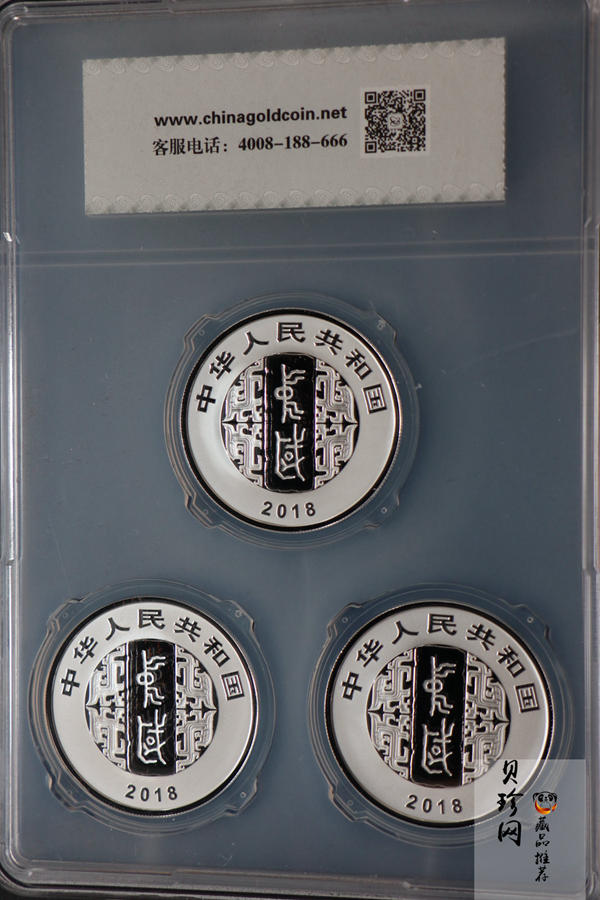 www.chinagoldcoin.net
客服电话：4008-188-666
中华人民共和国
2018
中华人民共和国
2018
中华人民共和国
2018
贝珍网
藏品推荐